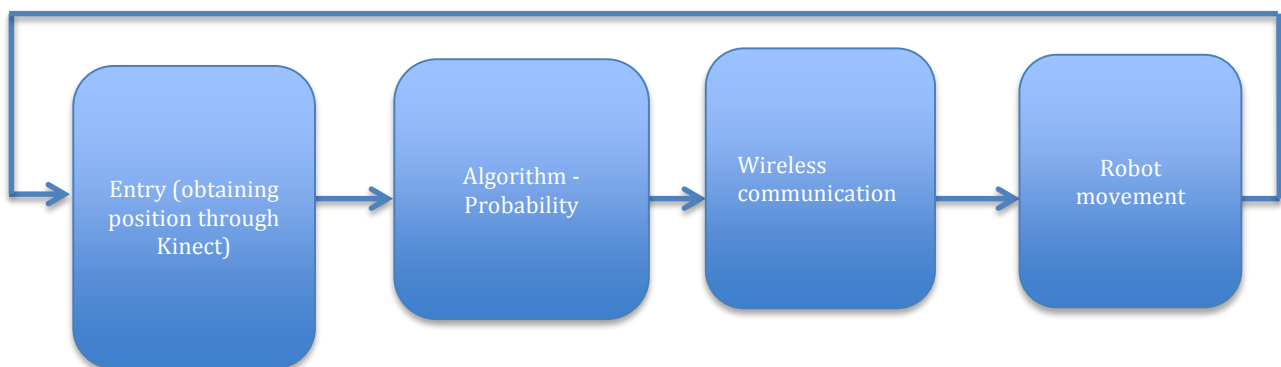 Entry (obtaining
position through
Kinect)
Algorithm -
Probability
Wireless
communication
Robot
movement